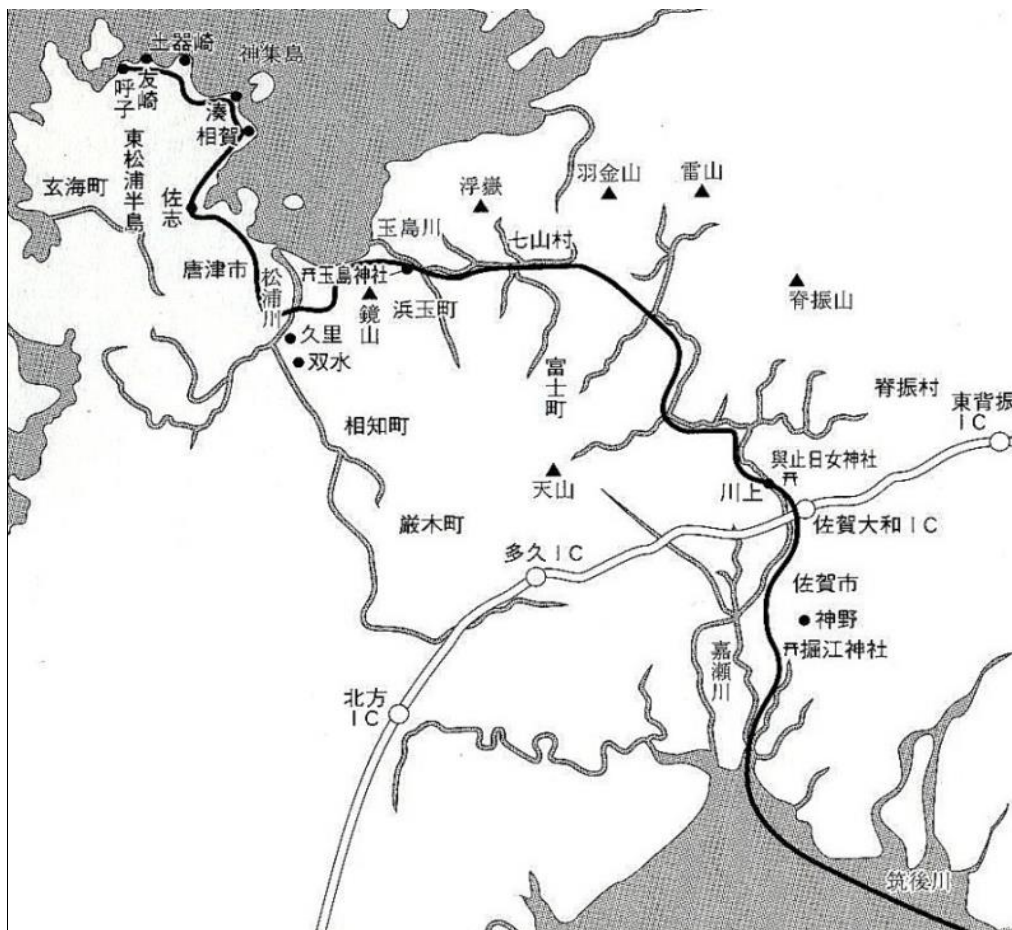 土器崎
友崎
呼子
神集島
湊
相賀
東松浦半島
玄海町
佐志
唐津市
松浦川
玉島川
浮嶽
羽金山
雷山
七山村
玉島神社
鏡山
浜玉町
脊振山
久里
双水
富士町
相知町
脊振村
東背振
IC
天山
與止日女神社
川上
佐賀大和IC
厳木町
多久IC
佐賀市
神野
堀江神社
嘉瀬川
北方
IC
筑後川